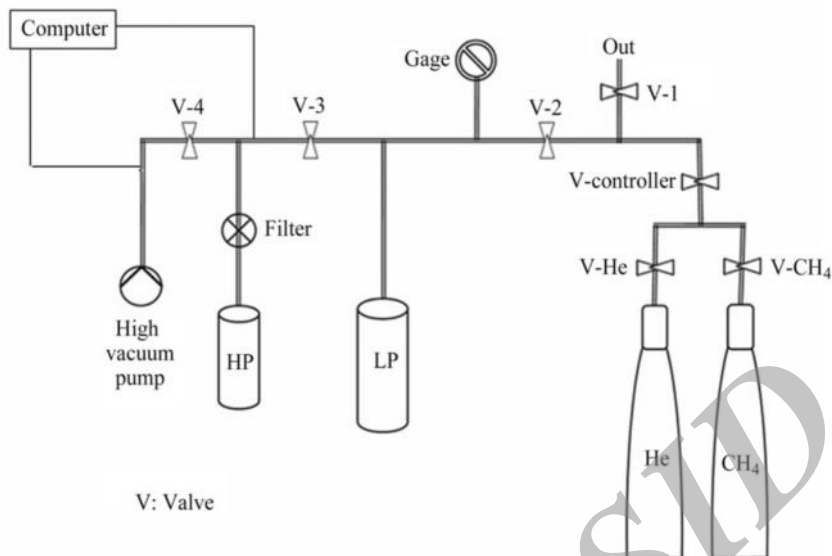 Computer
Gage
Out
V-1
V-4
V-3
V-2
V-controller
Filter
V-He
V-CH₄
High
vacuum
pump
HP
LP
He
CH₄
V: Valve
SID